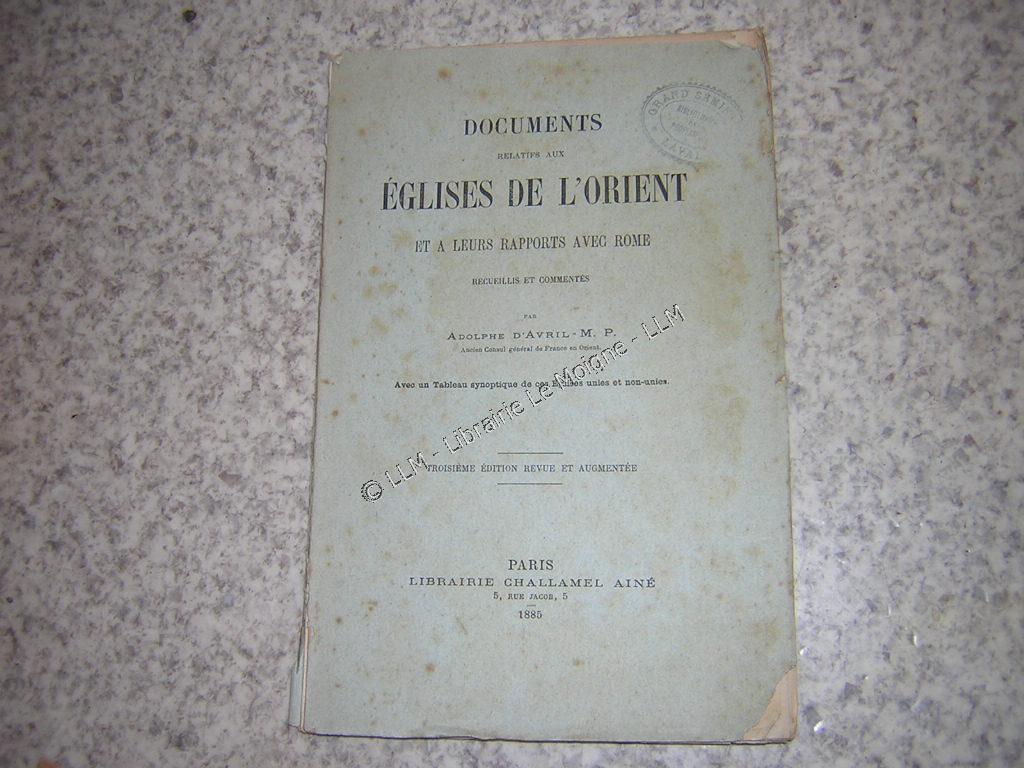 GRAND SÉMI
LAVAL
DOCUMENTS
RELATIFS AUX
ÉGLISES DE L'ORIENT
ET A LEURS RAPPORTS AVEC ROME
RECUEILLIS ET COMMENTÉS
PAR
ADOLPHE D'AVRIL - M. P.
Ancien Consul général de France en Orient.
Avec un Tableau synoptique de ces Églises unies et non-unies.
© LLM - Librairie Le Moigne - LLM
TROISIÈME ÉDITION REVUE ET AUGMENTÉE
PARIS
LIBRAIRIE CHALLAMEL AINÉ
5, RUE JACOB, 5
1885